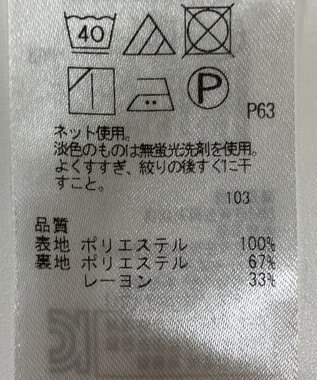 40
P
P63
ネット使用。
淡色のものは無蛍光洗剤を使用。
よくすすぎ、絞りの後すぐに干
すこと。
103
品質
表地 ポリエステル 100%
裏地 ポリエステル 67%
レーヨン 33%